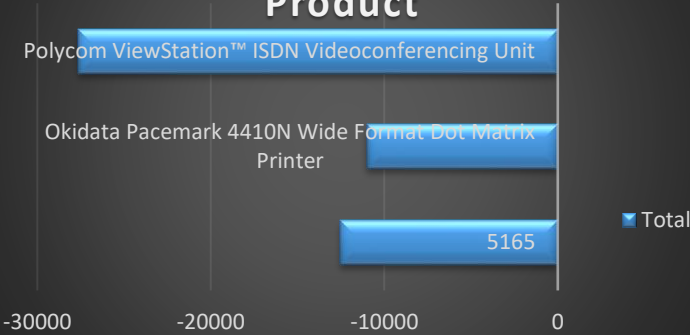 Product
Polycom ViewStation™ ISDN Videoconferencing Unit
Okidata Pacemark 4410N Wide Format Dot Matrix
Printer
5165
Total
-30000 -20000 -10000 0